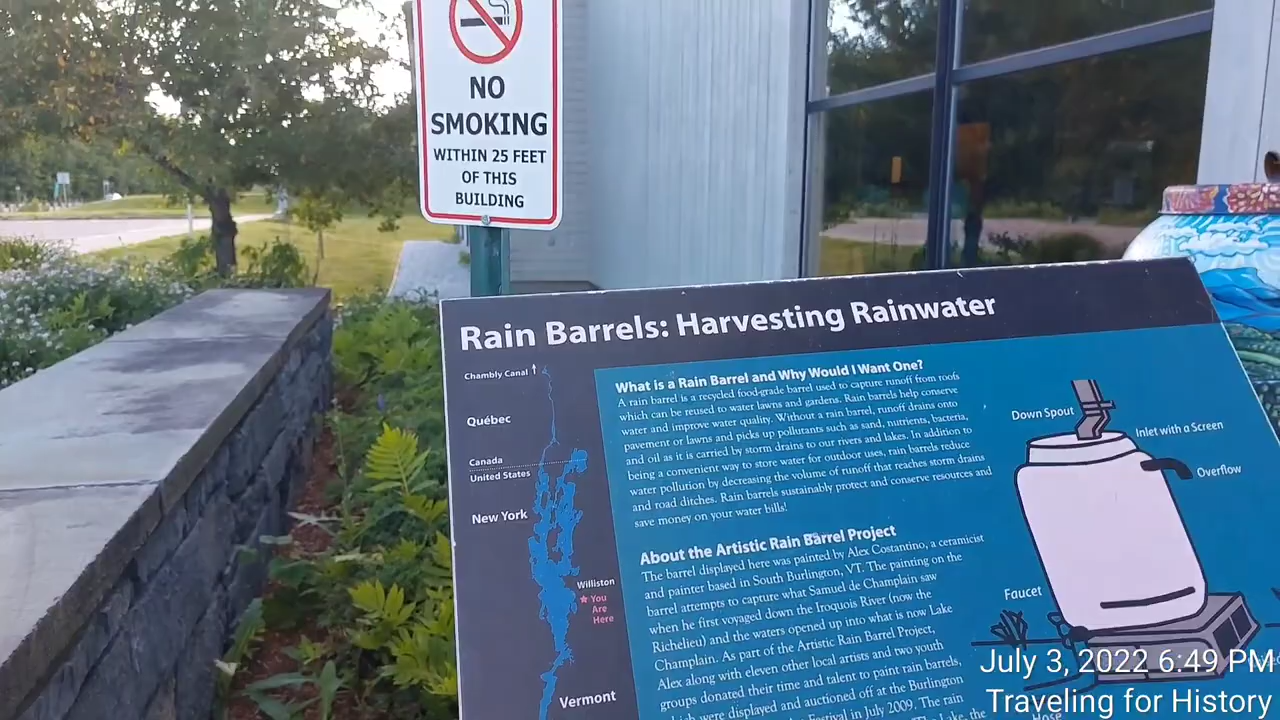 NO
SMOKING
WITHIN 25 FEET
OF THIS
BUILDING
Rain Barrels: Harvesting Rainwater
Chambly Canal
Québec
Canada
United States
New York
Williston
You
Are
Here
Vermont
What is a Rain Barrel and Why Would I Want One?
A rain barrel is a recycled food-grade barrel used to capture runoff from roofs
which can be reused to water lawns and gardens. Rain barrels help conserve
water and improve water quality. Without a rain barrel, runoff drains onto
pavement or lawns and picks up pollutants such as sand, nutrients, bacteria,
and oil as it is carried by storm drains to our rivers and lakes. In addition to
being a convenient way to store water for outdoor uses, rain barrels reduce
water pollution by decreasing the volume of runoff that reaches storm drains
and road ditches. Rain barrels sustainably protect and conserve resources and
save money on your water bills!
About the Artistic Rain Barrel Project
The barrel displayed here was painted by Alex Costantino, a ceramicist
and painter based in South Burlington, VT. The painting on the
barrel attempts to capture what Samuel de Champlain saw
when he first voyaged down the Iroquois River (now the
Richelieu) and the waters opened up into what is now Lake
Champlain. As part of the Artistic Rain Barrel Project,
Alex along with eleven other local artists and two youth
groups donated their time and talent to paint rain barrels,
which were displayed and auctioned off at the Burlington
Festival in July 2009. The rain
Lake, the
Down Spout
Inlet with a Screen
Overflow
Faucet
Hose
July 3, 2022 6:49 PM
Traveling for History